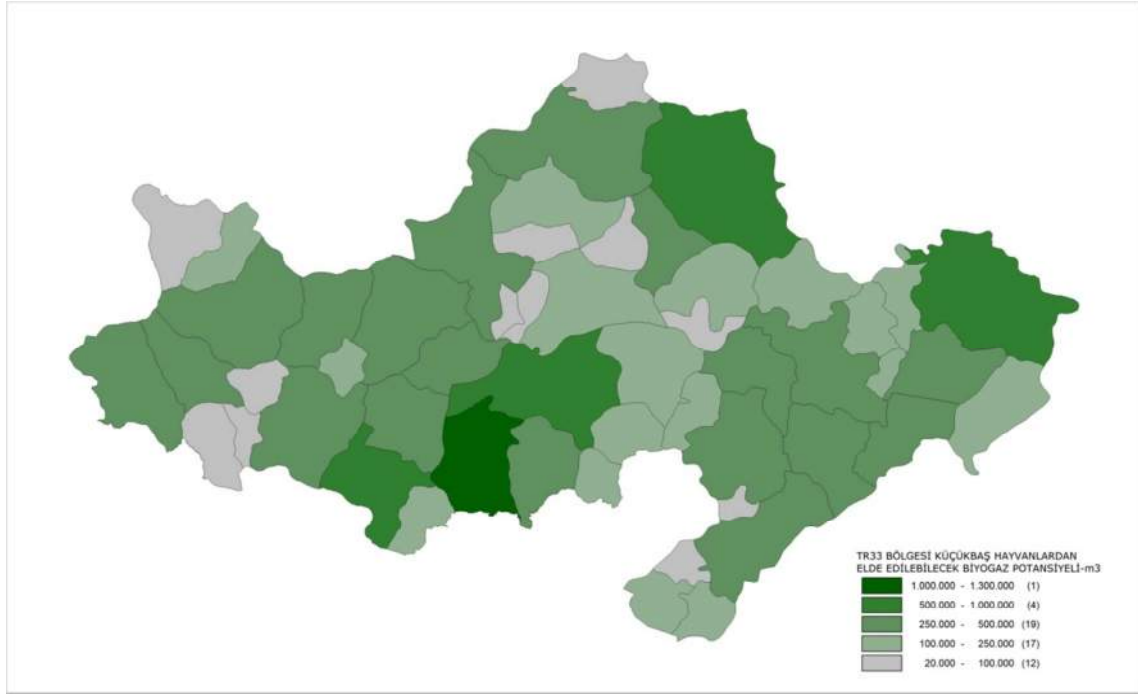 TR33 BÖLGESİ KÜÇÜKBAŞ HAYVANLARDAN
ELDE EDİLEBİLECEK BİYOGAZ POTANSİYELİ-m3
1.000.000 - 1.300.000 (1)
500.000 - 1.000.000 (4)
250.000 - 500.000 (19)
100.000 - 250.000 (17)
20.000 - 100.000 (12)